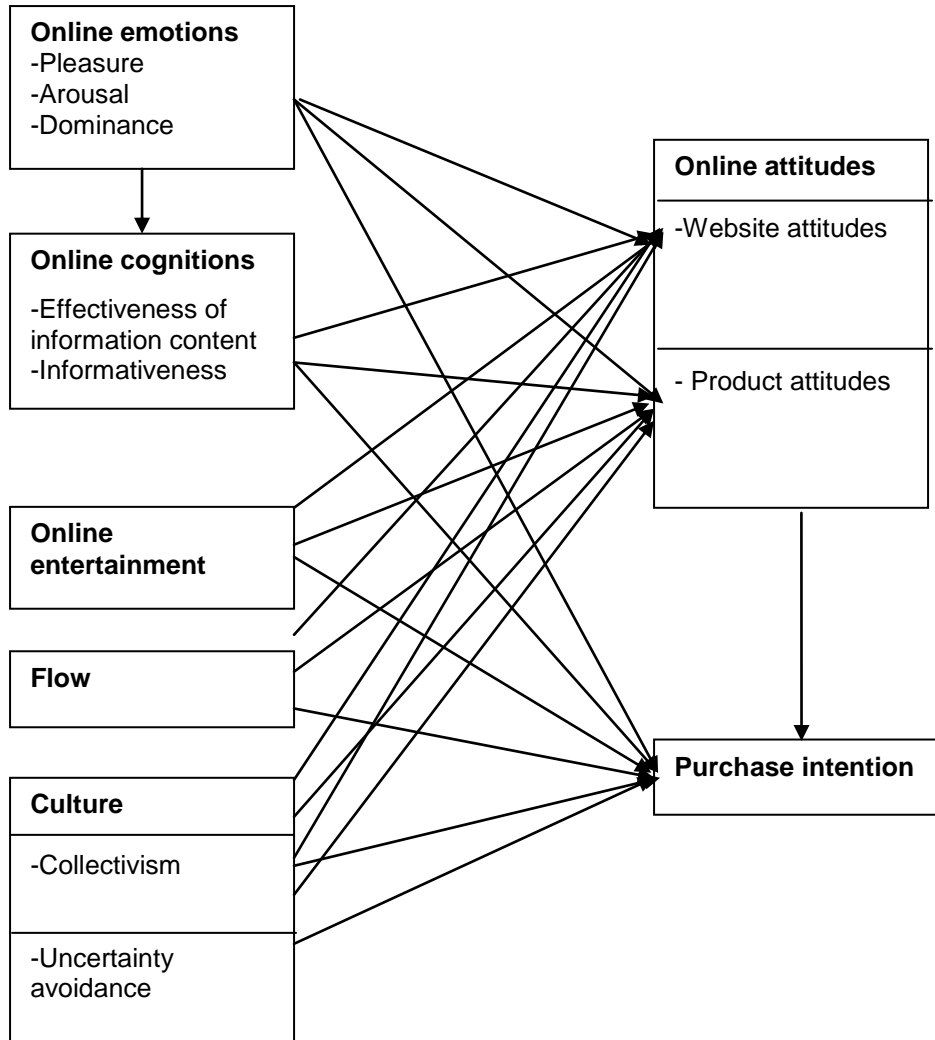 Online emotions
-Pleasure
-Arousal
-Dominance
Online cognitions
-Effectiveness of
information content
-Informativeness
Online
entertainment
Flow
Culture
-Collectivism
-Uncertainty
avoidance
Online attitudes
-Website attitudes
- Product attitudes
Purchase intention